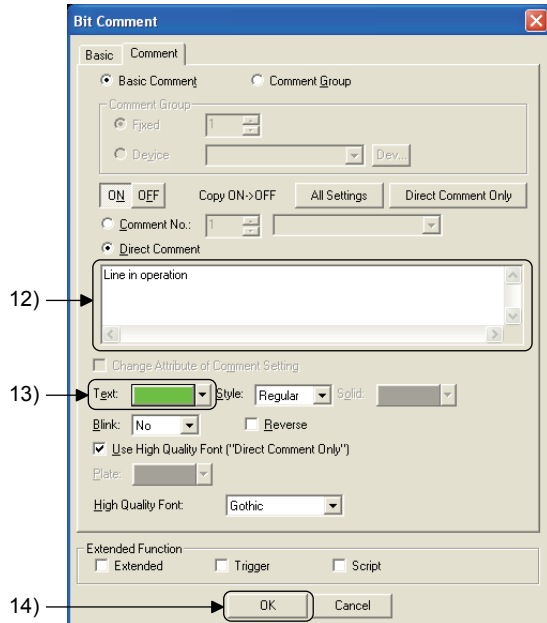 Bit Comment
Basic Comment
Basic Comment Comment Group
Comment Group
Fixed 1
Device Dev...
ON OFF Copy ON->OFF All Settings Direct Comment Only
Comment No.: 1
Direct Comment
12) Line in operation
Change Attribute of Comment Setting
13) Text: Style: Regular Solid:
Blink: No Reverse
Use High Quality Font ("Direct Comment Only")
Plate:
High Quality Font: Gothic
Extended Function
Extended Trigger Script
14) OK Cancel